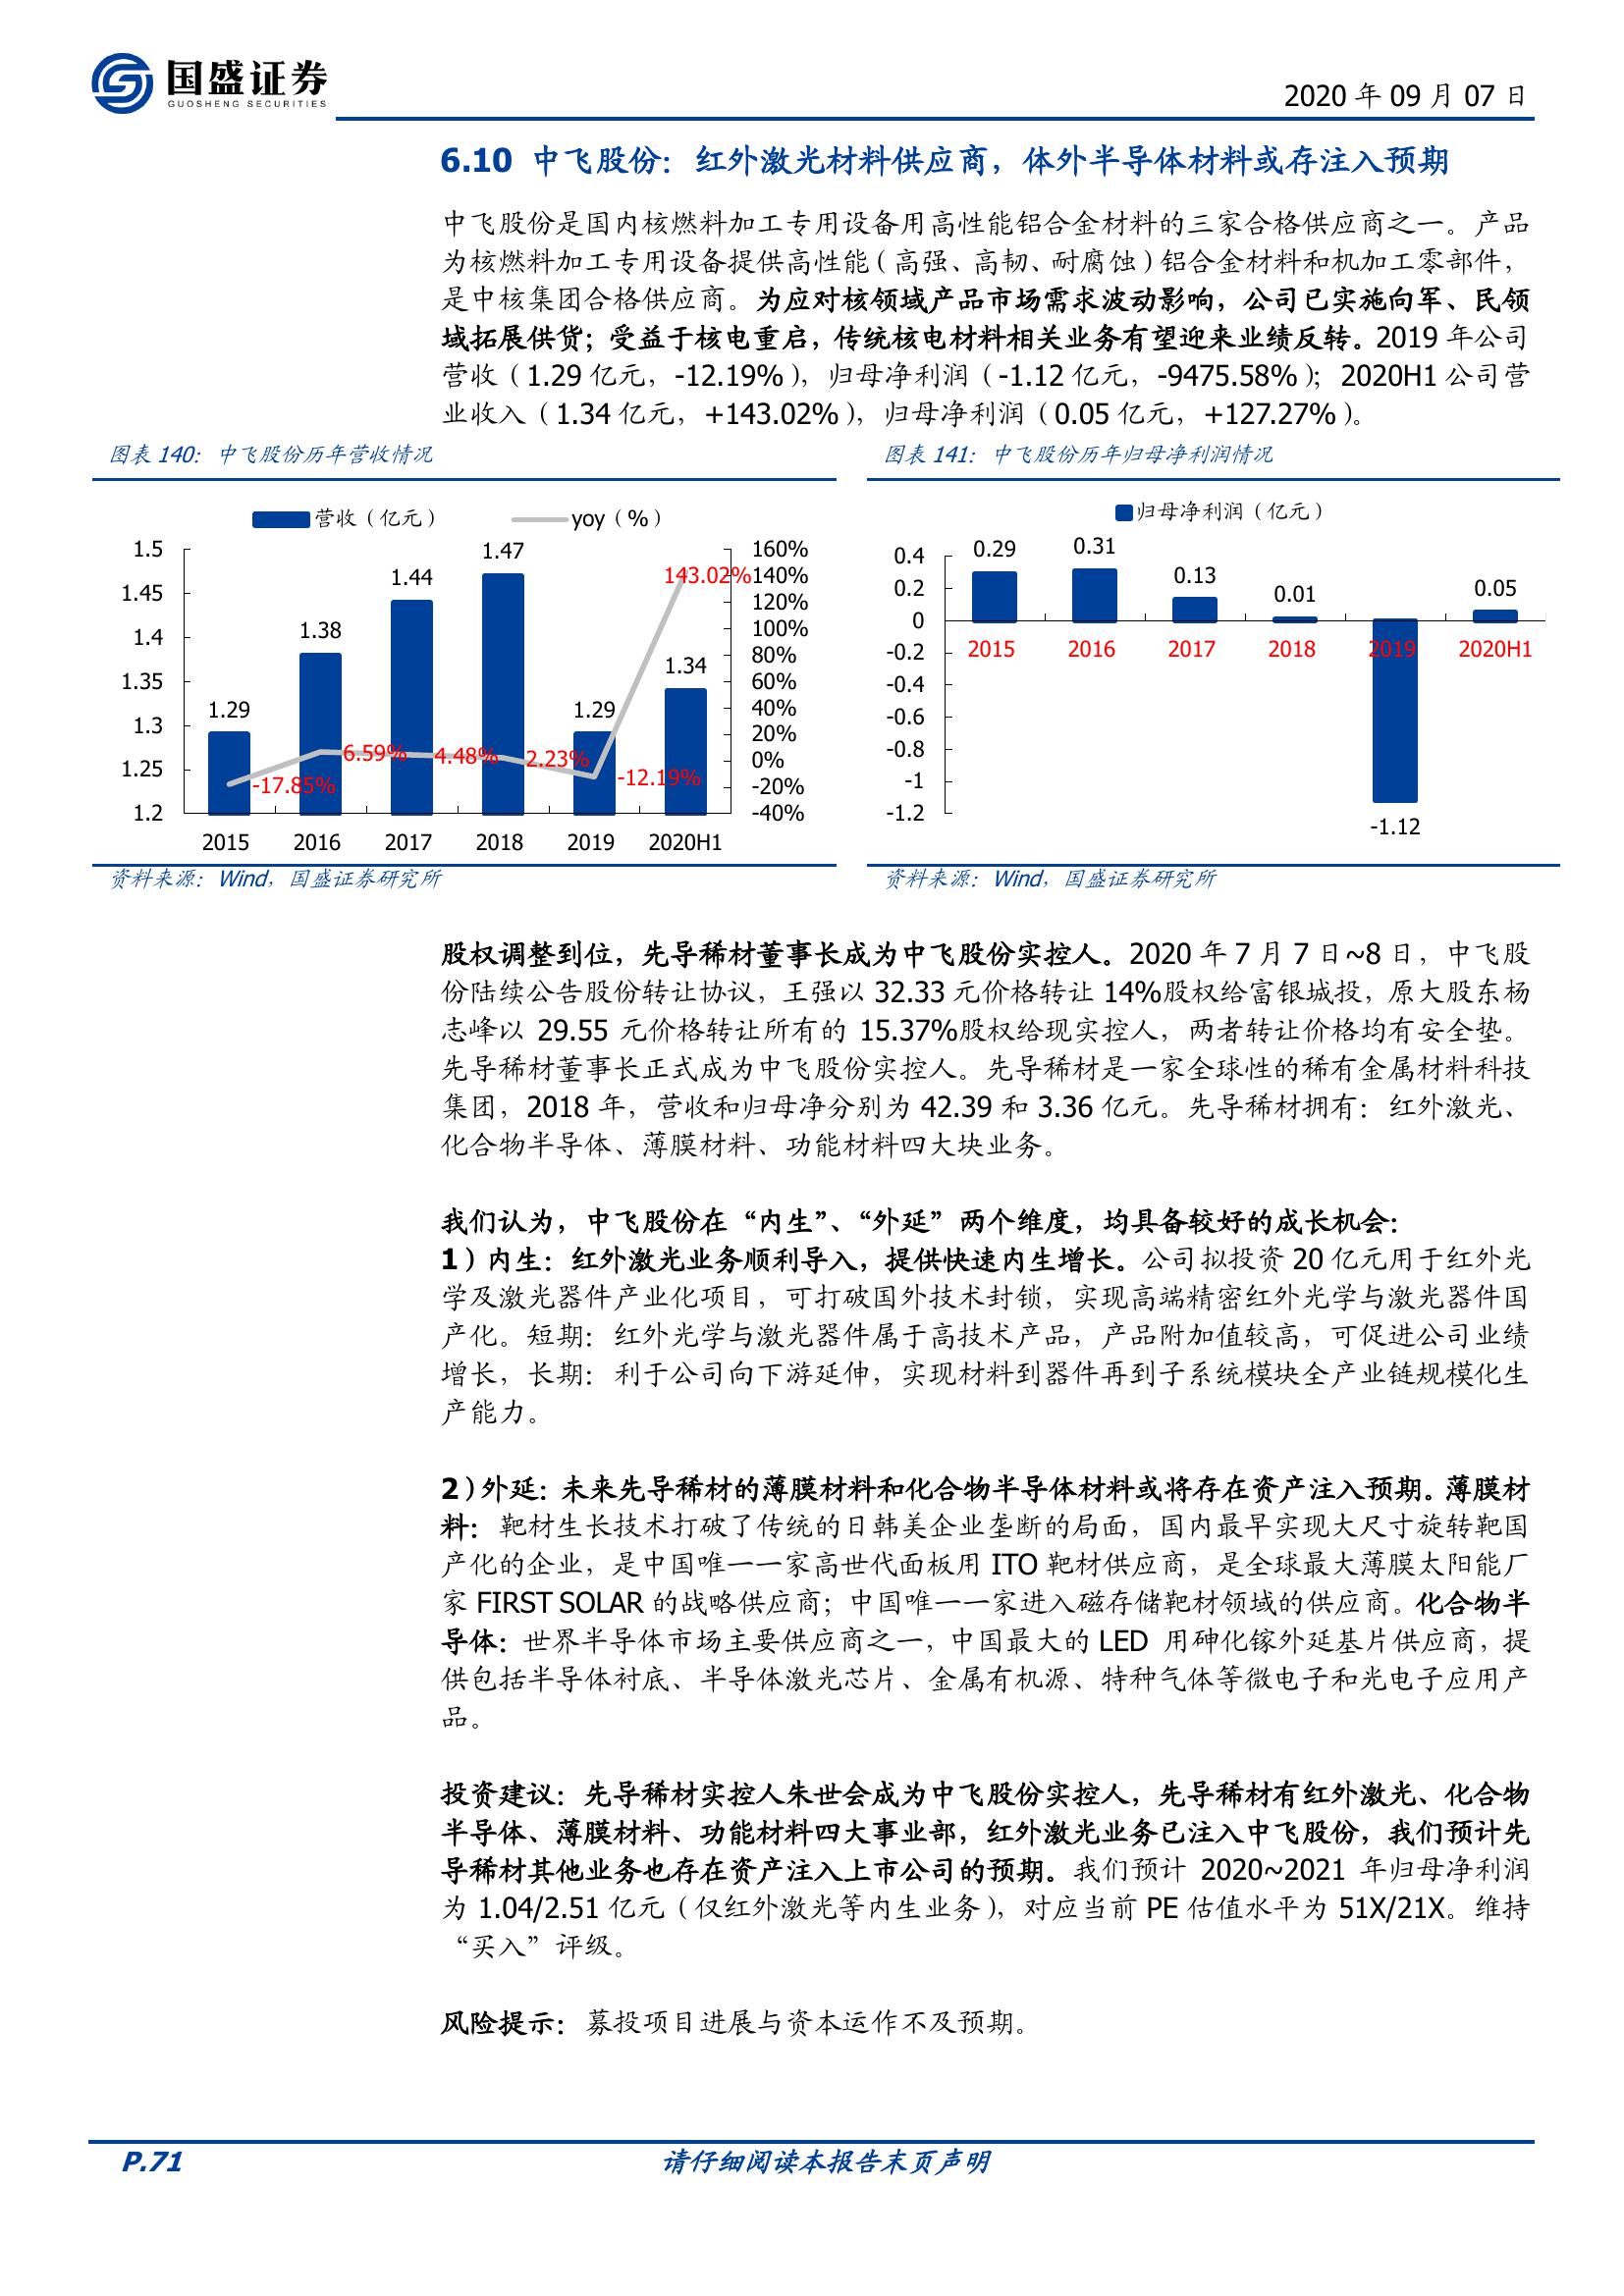 国盛证券
GUOSHENG SECURITIES
2020 年 09 月 07 日
6.10 中飞股份：红外激光材料供应商，体外半导体材料或存注入预期
中飞股份是国内核燃料加工专用设备用高性能铝合金材料的三家合格供应商之一。产品
为核燃料加工专用设备提供高性能（高强、高韧、耐腐蚀）铝合金材料和机加工零部件，
是中核集团合格供应商。为应对核领域产品市场需求波动影响，公司已实施向军、民领
域拓展供货；受益于核电重启，传统核电材料相关业务有望迎来业绩反转。2019 年公司
营收（1.29 亿元，-12.19%），归母净利润（-1.12 亿元，-9475.58%）；2020H1 公司营
业收入（1.34 亿元，+143.02%），归母净利润（0.05 亿元，+127.27%）。
图表 140：中飞股份历年营收情况
营收（亿元）
yoy（%）
1.5
1.45
1.4
1.35
1.3
1.25
1.2
1.29
1.38
1.44
1.47
1.29
1.34
-17.85%
6.59%
4.48%
2.23%
-12.19%
143.02%
160%
140%
120%
100%
80%
60%
40%
20%
0%
-20%
-40%
2015
2016
2017
2018
2019
2020H1
资料来源：Wind，国盛证券研究所
图表 141：中飞股份历年归母净利润情况
归母净利润（亿元）
0.4
0.2
0
-0.2
-0.4
-0.6
-0.8
-1
-1.2
0.29
0.31
0.13
0.01
-1.12
0.05
2015
2016
2017
2018
2019
2020H1
资料来源：Wind，国盛证券研究所
股权调整到位，先导稀材董事长成为中飞股份实控人。2020 年 7 月 7 日~8 日，中飞股
份陆续公告股份转让协议，王强以 32.33 元价格转让 14%股权给富银城投，原大股东杨
志峰以 29.55 元价格转让所有的 15.37%股权给现实控人，两者转让价格均有安全垫。
先导稀材董事长正式成为中飞股份实控人。先导稀材是一家全球性的稀有金属材料科技
集团，2018 年，营收和归母净分别为 42.39 和 3.36 亿元。先导稀材拥有：红外激光、
化合物半导体、薄膜材料、功能材料四大块业务。
我们认为，中飞股份在“内生”、“外延”两个维度，均具备较好的成长机会：
1）内生：红外激光业务顺利导入，提供快速内生增长。公司拟投资 20 亿元用于红外光
学及激光器件产业化项目，可打破国外技术封锁，实现高端精密红外光学与激光器件国
产化。短期：红外光学与激光器件属于高技术产品，产品附加值较高，可促进公司业绩
增长，长期：利于公司向下游延伸，实现材料到器件再到子系统模块全产业链规模化生
产能力。
2）外延：未来先导稀材的薄膜材料和化合物半导体材料或将存在资产注入预期。薄膜材
料：靶材生长技术打破了传统的日韩美企业垄断的局面，国内最早实现大尺寸旋转靶国
产化的企业，是中国唯一一家高世代面板用 ITO 靶材供应商，是全球最大薄膜太阳能厂
家 FIRST SOLAR 的战略供应商；中国唯一一家进入磁存储靶材领域的供应商。化合物半
导体：世界半导体市场主要供应商之一，中国最大的 LED 用砷化镓外延基片供应商，提
供包括半导体衬底、半导体激光芯片、金属有机源、特种气体等微电子和光电子应用产
品。
投资建议：先导稀材实控人朱世会成为中飞股份实控人，先导稀材有红外激光、化合物
半导体、薄膜材料、功能材料四大事业部，红外激光业务已注入中飞股份，我们预计先
导稀材其他业务也存在资产注入上市公司的预期。我们预计 2020~2021 年归母净利润
为 1.04/2.51 亿元（仅红外激光等内生业务），对应当前 PE 估值水平为 51X/21X。维持
“买入”评级。
风险提示：募投项目进展与资本运作不及预期。
P.71
请仔细阅读本报告末页声明